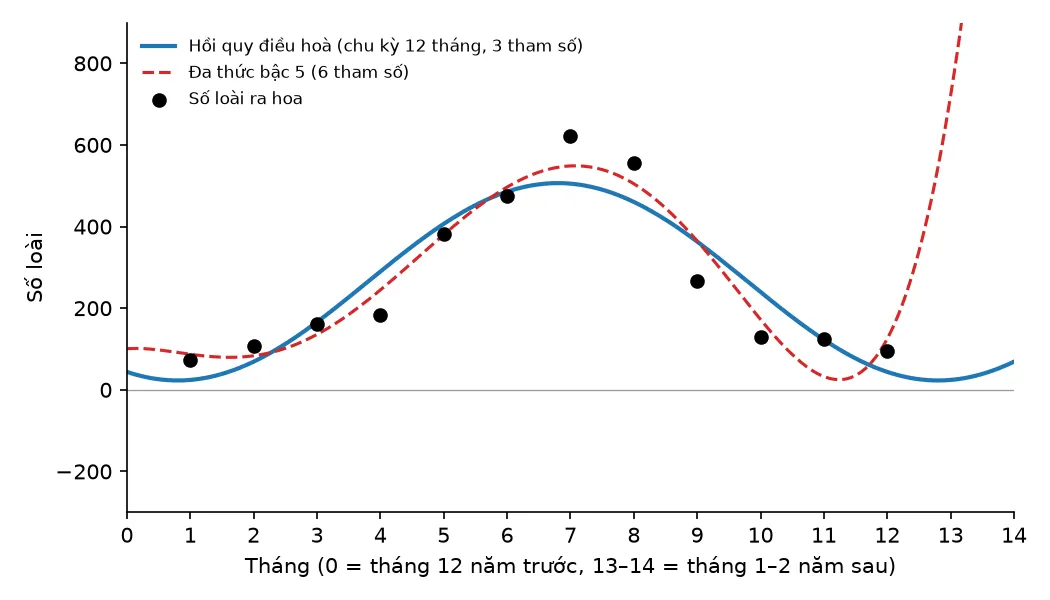 Hồi quy điều hoà (chu kỳ 12 tháng, 3 tham số)
Đa thức bậc 5 (6 tham số)
Số loài ra hoa
Số loài
800
600
400
200
0
−200
0 1 2 3 4 5 6 7 8 9 10 11 12 13 14
Tháng (0 = tháng 12 năm trước, 13–14 = tháng 1–2 năm sau)